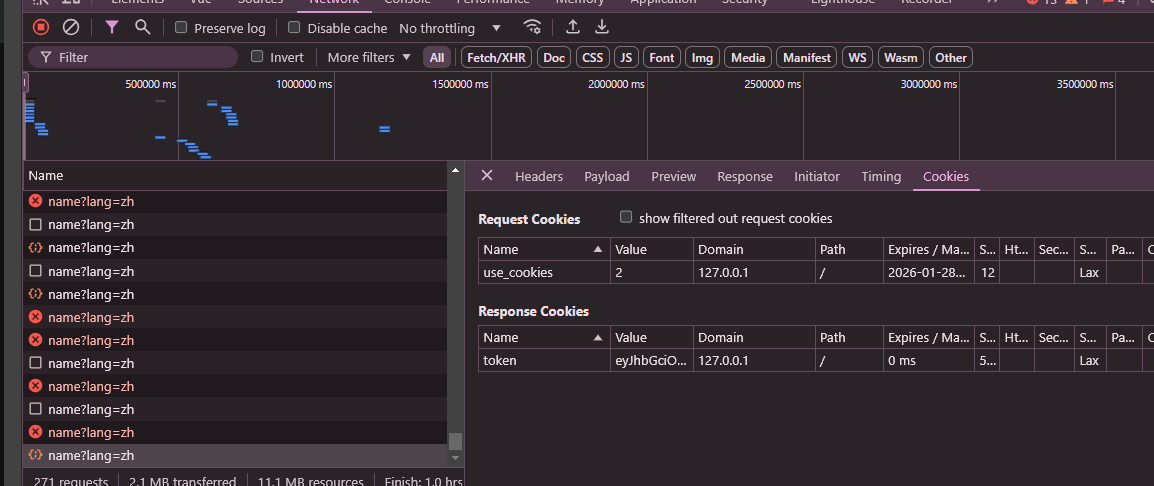 Elements Vue Sources Network Console Performance Memory Application Security Lighthouse Recorder 13 1 4
Preserve log Disable cache No throttling
Filter Invert More filters All Fetch/XHR Doc CSS JS Font Img Media Manifest WS Wasm Other
500000 ms 1000000 ms 1500000 ms 2000000 ms 2500000 ms 3000000 ms 3500000 ms
Name
name?lang=zh
name?lang=zh
name?lang=zh
name?lang=zh
name?lang=zh
name?lang=zh
name?lang=zh
name?lang=zh
name?lang=zh
name?lang=zh
name?lang=zh
name?lang=zh
271 requests 2.1 MB transferred 11.1 MB resources Finish: 1.0 hrs
Headers Payload Preview Response Initiator Timing Cookies
Request Cookies show filtered out request cookies
Name Value Domain Path Expires / Ma... S... Ht... Sec... S... Pa... C
use_cookies 2 127.0.0.1 / 2026-01-28... 12 Lax
Response Cookies
Name Value Domain Path Expires / Ma... S... Ht... Sec... S... Pa... C
token eyJhbGciO... 127.0.0.1 / 0 ms 5... Lax